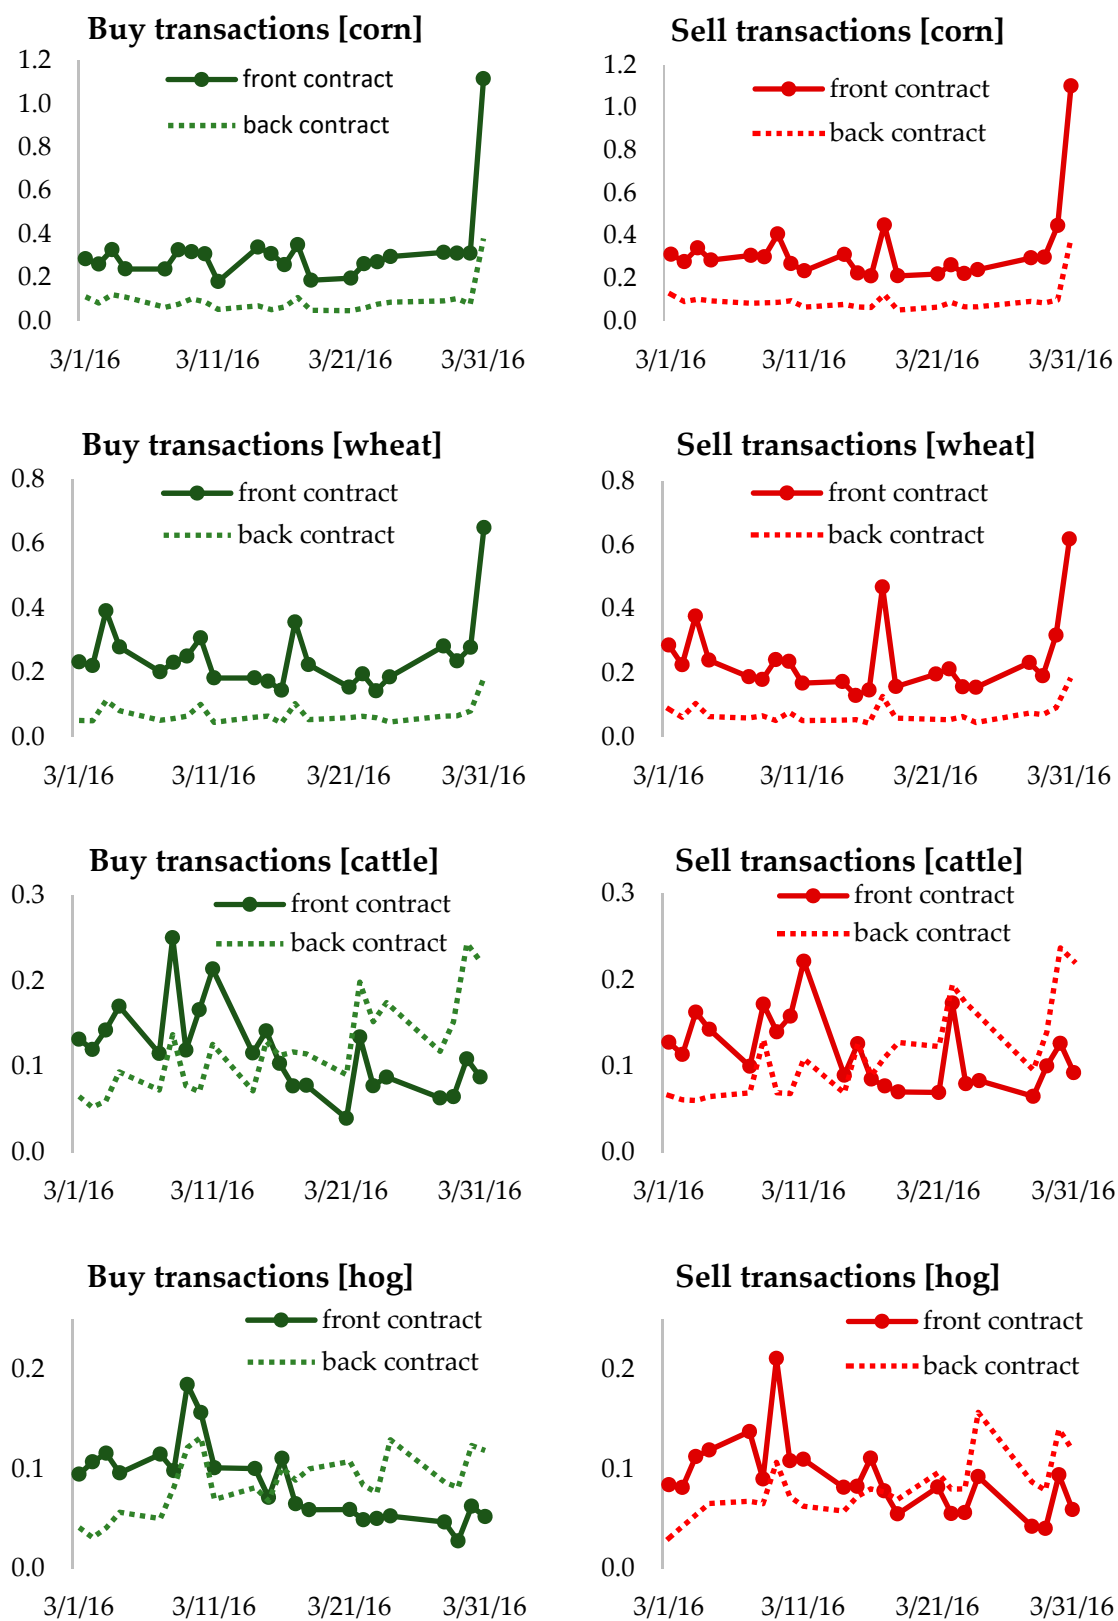 Buy transactions [corn]
1.2
1.0
0.8
0.6
0.4
0.2
0.0
front contract
back contract
3/1/16 3/11/16 3/21/16 3/31/16
Sell transactions [corn]
1.2
1.0
0.8
0.6
0.4
0.2
0.0
front contract
back contract
3/1/16 3/11/16 3/21/16 3/31/16
Buy transactions [wheat]
0.8
0.6
0.4
0.2
0.0
front contract
back contract
3/1/16 3/11/16 3/21/16 3/31/16
Sell transactions [wheat]
0.8
0.6
0.4
0.2
0.0
front contract
back contract
3/1/16 3/11/16 3/21/16 3/31/16
Buy transactions [cattle]
0.3
0.2
0.1
0.0
front contract
back contract
3/1/16 3/11/16 3/21/16 3/31/16
Sell transactions [cattle]
0.3
0.2
0.1
0.0
front contract
back contract
3/1/16 3/11/16 3/21/16 3/31/16
Buy transactions [hog]
0.2
0.1
0.0
front contract
back contract
3/1/16 3/11/16 3/21/16 3/31/16
Sell transactions [hog]
0.2
0.1
0.0
front contract
back contract
3/1/16 3/11/16 3/21/16 3/31/16